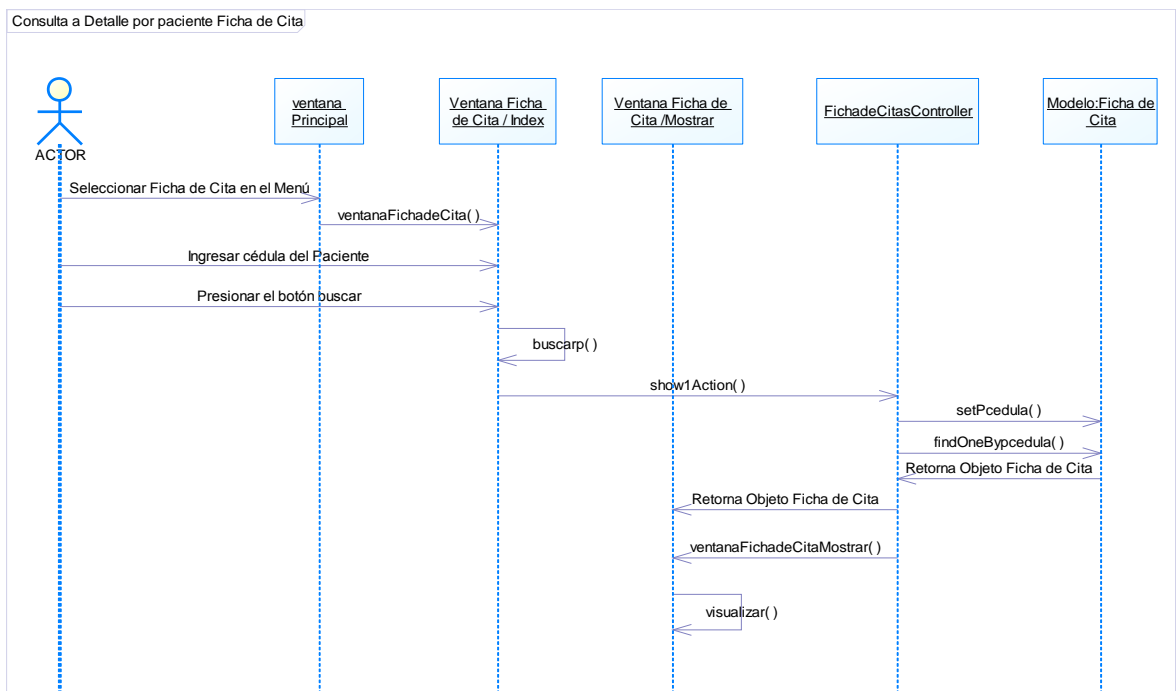 Consulta a Detalle por paciente Ficha de Cita
ventana
Principal
Ventana Ficha
de Cita / Index
Ventana Ficha de
Cita /Mostrar
FichadeCitasController
Modelo:Ficha de
Cita
ACTOR
Seleccionar Ficha de Cita en el Menú
ventanaFichadeCita( )
Ingresar cédula del Paciente
Presionar el botón buscar
buscarp( )
show1Action( )
setPcedula( )
findOneBypcedula( )
Retorna Objeto Ficha de Cita
Retorna Objeto Ficha de Cita
ventanaFichadeCitaMostrar( )
visualizar( )